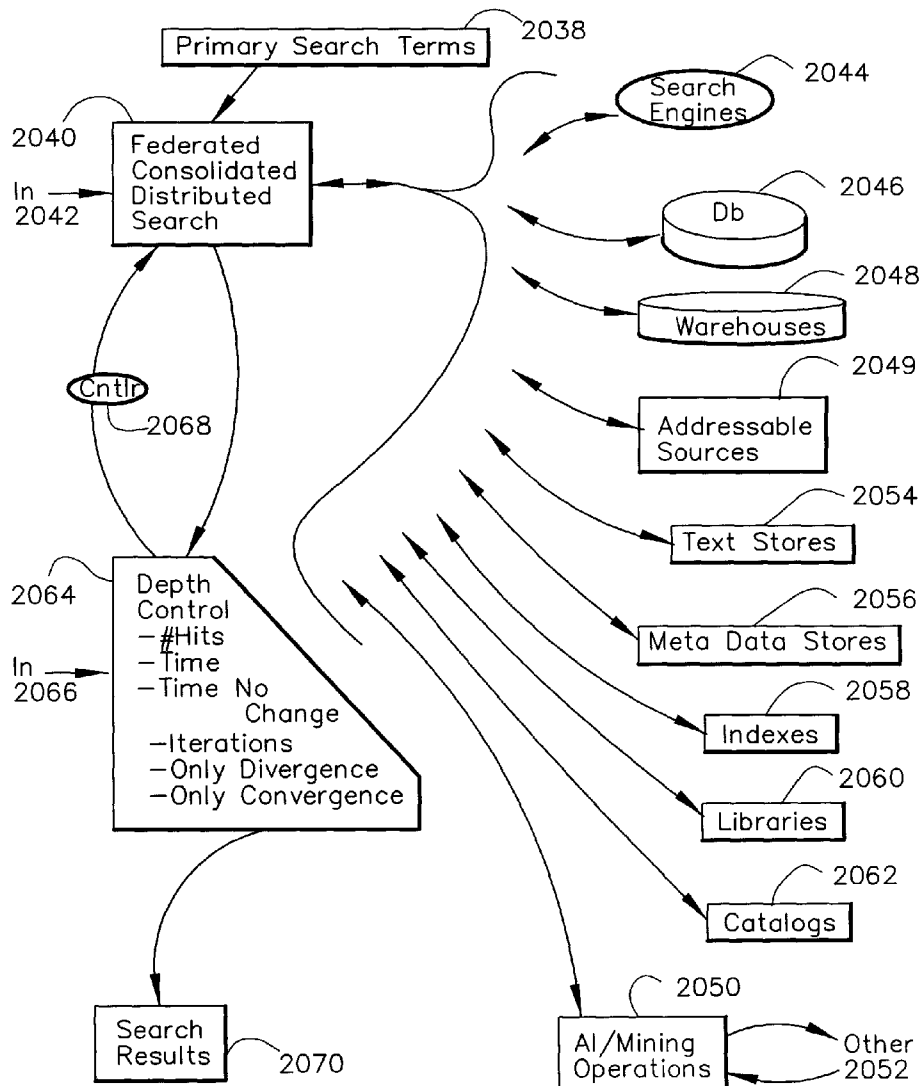 2038
Primary Search Terms
2044
Search
Engines
2040
Federated
Consolidated
Distributed
Search
In
2042
2046
Db
2048
Warehouses
2049
Addressable
Sources
Cntlr
2068
2054
Text Stores
2064
Depth
Control
-#Hits
-Time
-Time No
Change
-Iterations
-Only Divergence
-Only Convergence
In
2066
2056
Meta Data Stores
2058
Indexes
2060
Libraries
2062
Catalogs
2050
AI/Mining
Operations
Other
2052
Search
Results
2070